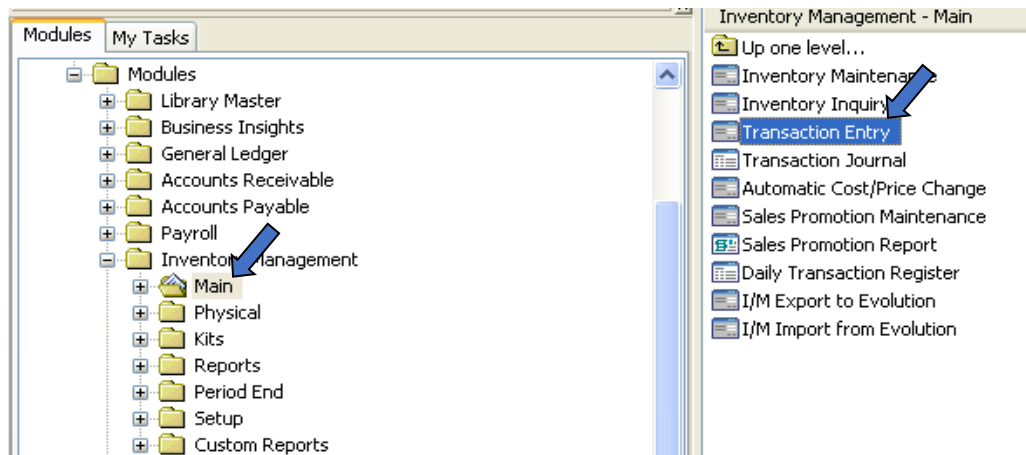 Modules
My Tasks
Modules
Library Master
Business Insights
General Ledger
Accounts Receivable
Accounts Payable
Payroll
Inventory Management
Main
Physical
Kits
Reports
Period End
Setup
Custom Reports
Inventory Management - Main
Up one level...
Inventory Maintenance
Inventory Inquiry
Transaction Entry
Transaction Journal
Automatic Cost/Price Change
Sales Promotion Maintenance
Sales Promotion Report
Daily Transaction Register
I/M Export to Evolution
I/M Import from Evolution